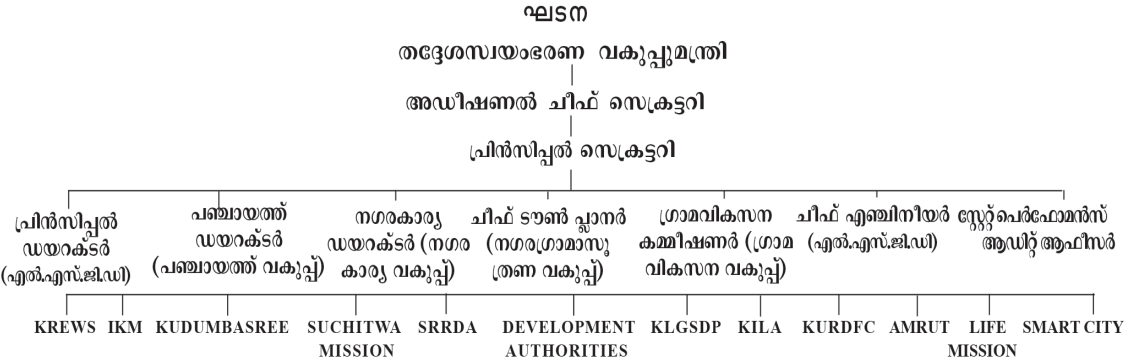 ഘടന
തദ്ദേശസ്വയംഭരണ വകുപ്പുമന്ത്രി
അഡീഷണൽ ചീഫ് സെക്രട്ടറി
പ്രിൻസിപ്പൽ സെക്രട്ടറി
പ്രിൻസിപ്പൽ
ഡയറക്ടർ
(എൽ.എസ്.ജി.ഡി)
പഞ്ചായത്ത്
ഡയറക്ടർ
(പഞ്ചായത്ത് വകുപ്പ്)
നഗരകാര്യ
ഡയറക്ടർ (നഗര
കാര്യ വകുപ്പ്)
ചീഫ് ടൗൺ പ്ലാനർ
(നഗരഗ്രാമാസൂ
ത്രണ വകുപ്പ്)
ഗ്രാമവികസന
കമ്മീഷണർ (ഗ്രാമ
വികസന വകുപ്പ്)
ചീഫ് എഞ്ചിനീയർ
(എൽ.എസ്.ജി.ഡി)
സ്റ്റേറ്റ് പെർഫോമൻസ്
ആഡിറ്റ് ആഫീസർ
KREWS
IKM
KUDUMBASREE
SUCHITWA
MISSION
SRRDA
DEVELOPMENT
AUTHORITIES
KLGSDP
KILA
KURDFC
AMRUT
LIFE
MISSION
SMART CITY